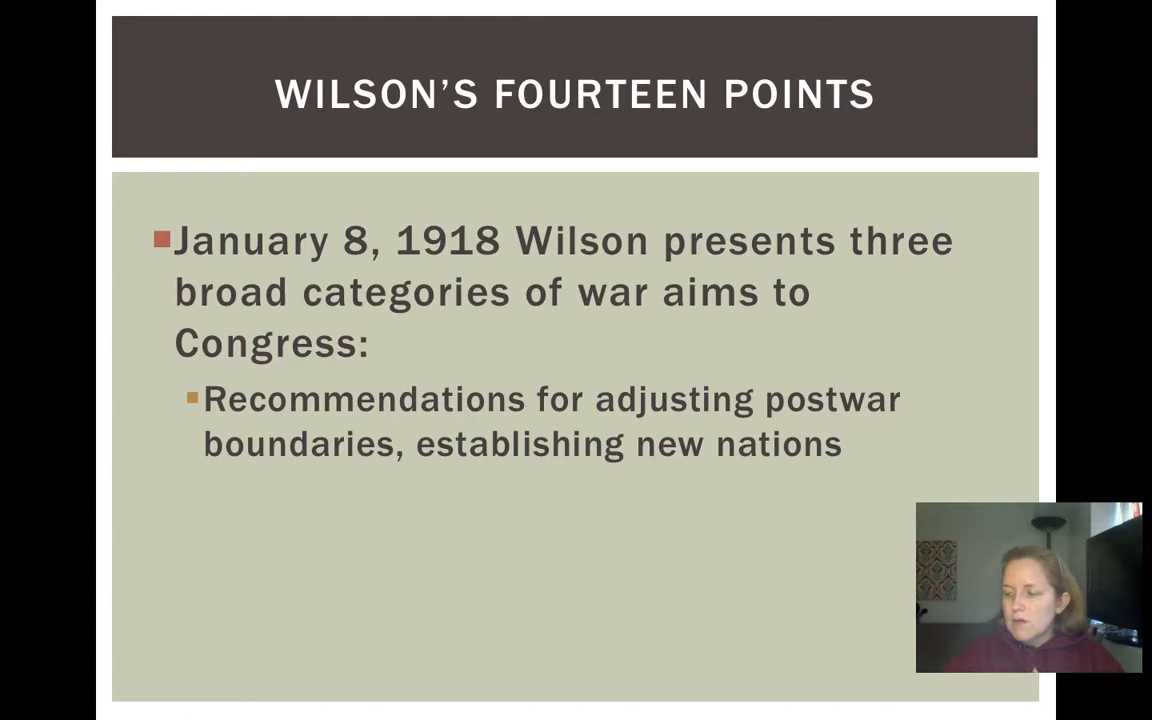 WILSON’S FOURTEEN POINTS
January 8, 1918 Wilson presents three
broad categories of war aims to
Congress:
Recommendations for adjusting postwar
boundaries, establishing new nations